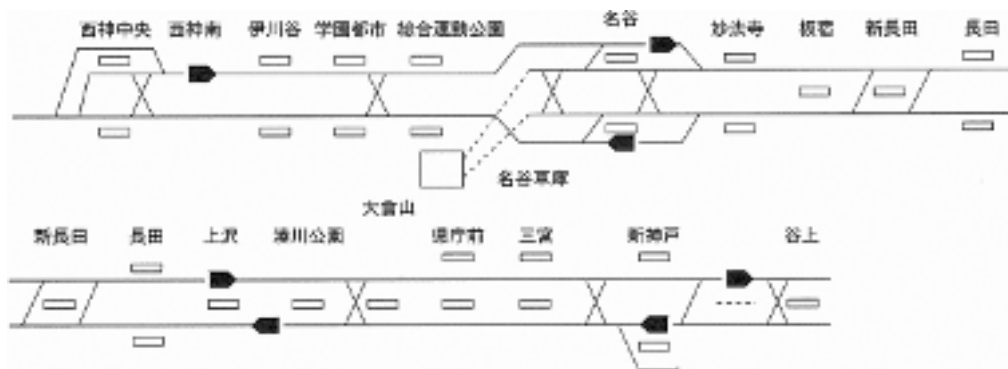 西神中央 西神南 伊川谷 学園都市 総合運動公園 名谷 妙法寺 板宿 新長田 長田
名谷車庫
大倉山
新長田 長田 上沢 湊川公園 県庁前 三宮 新神戸 谷上